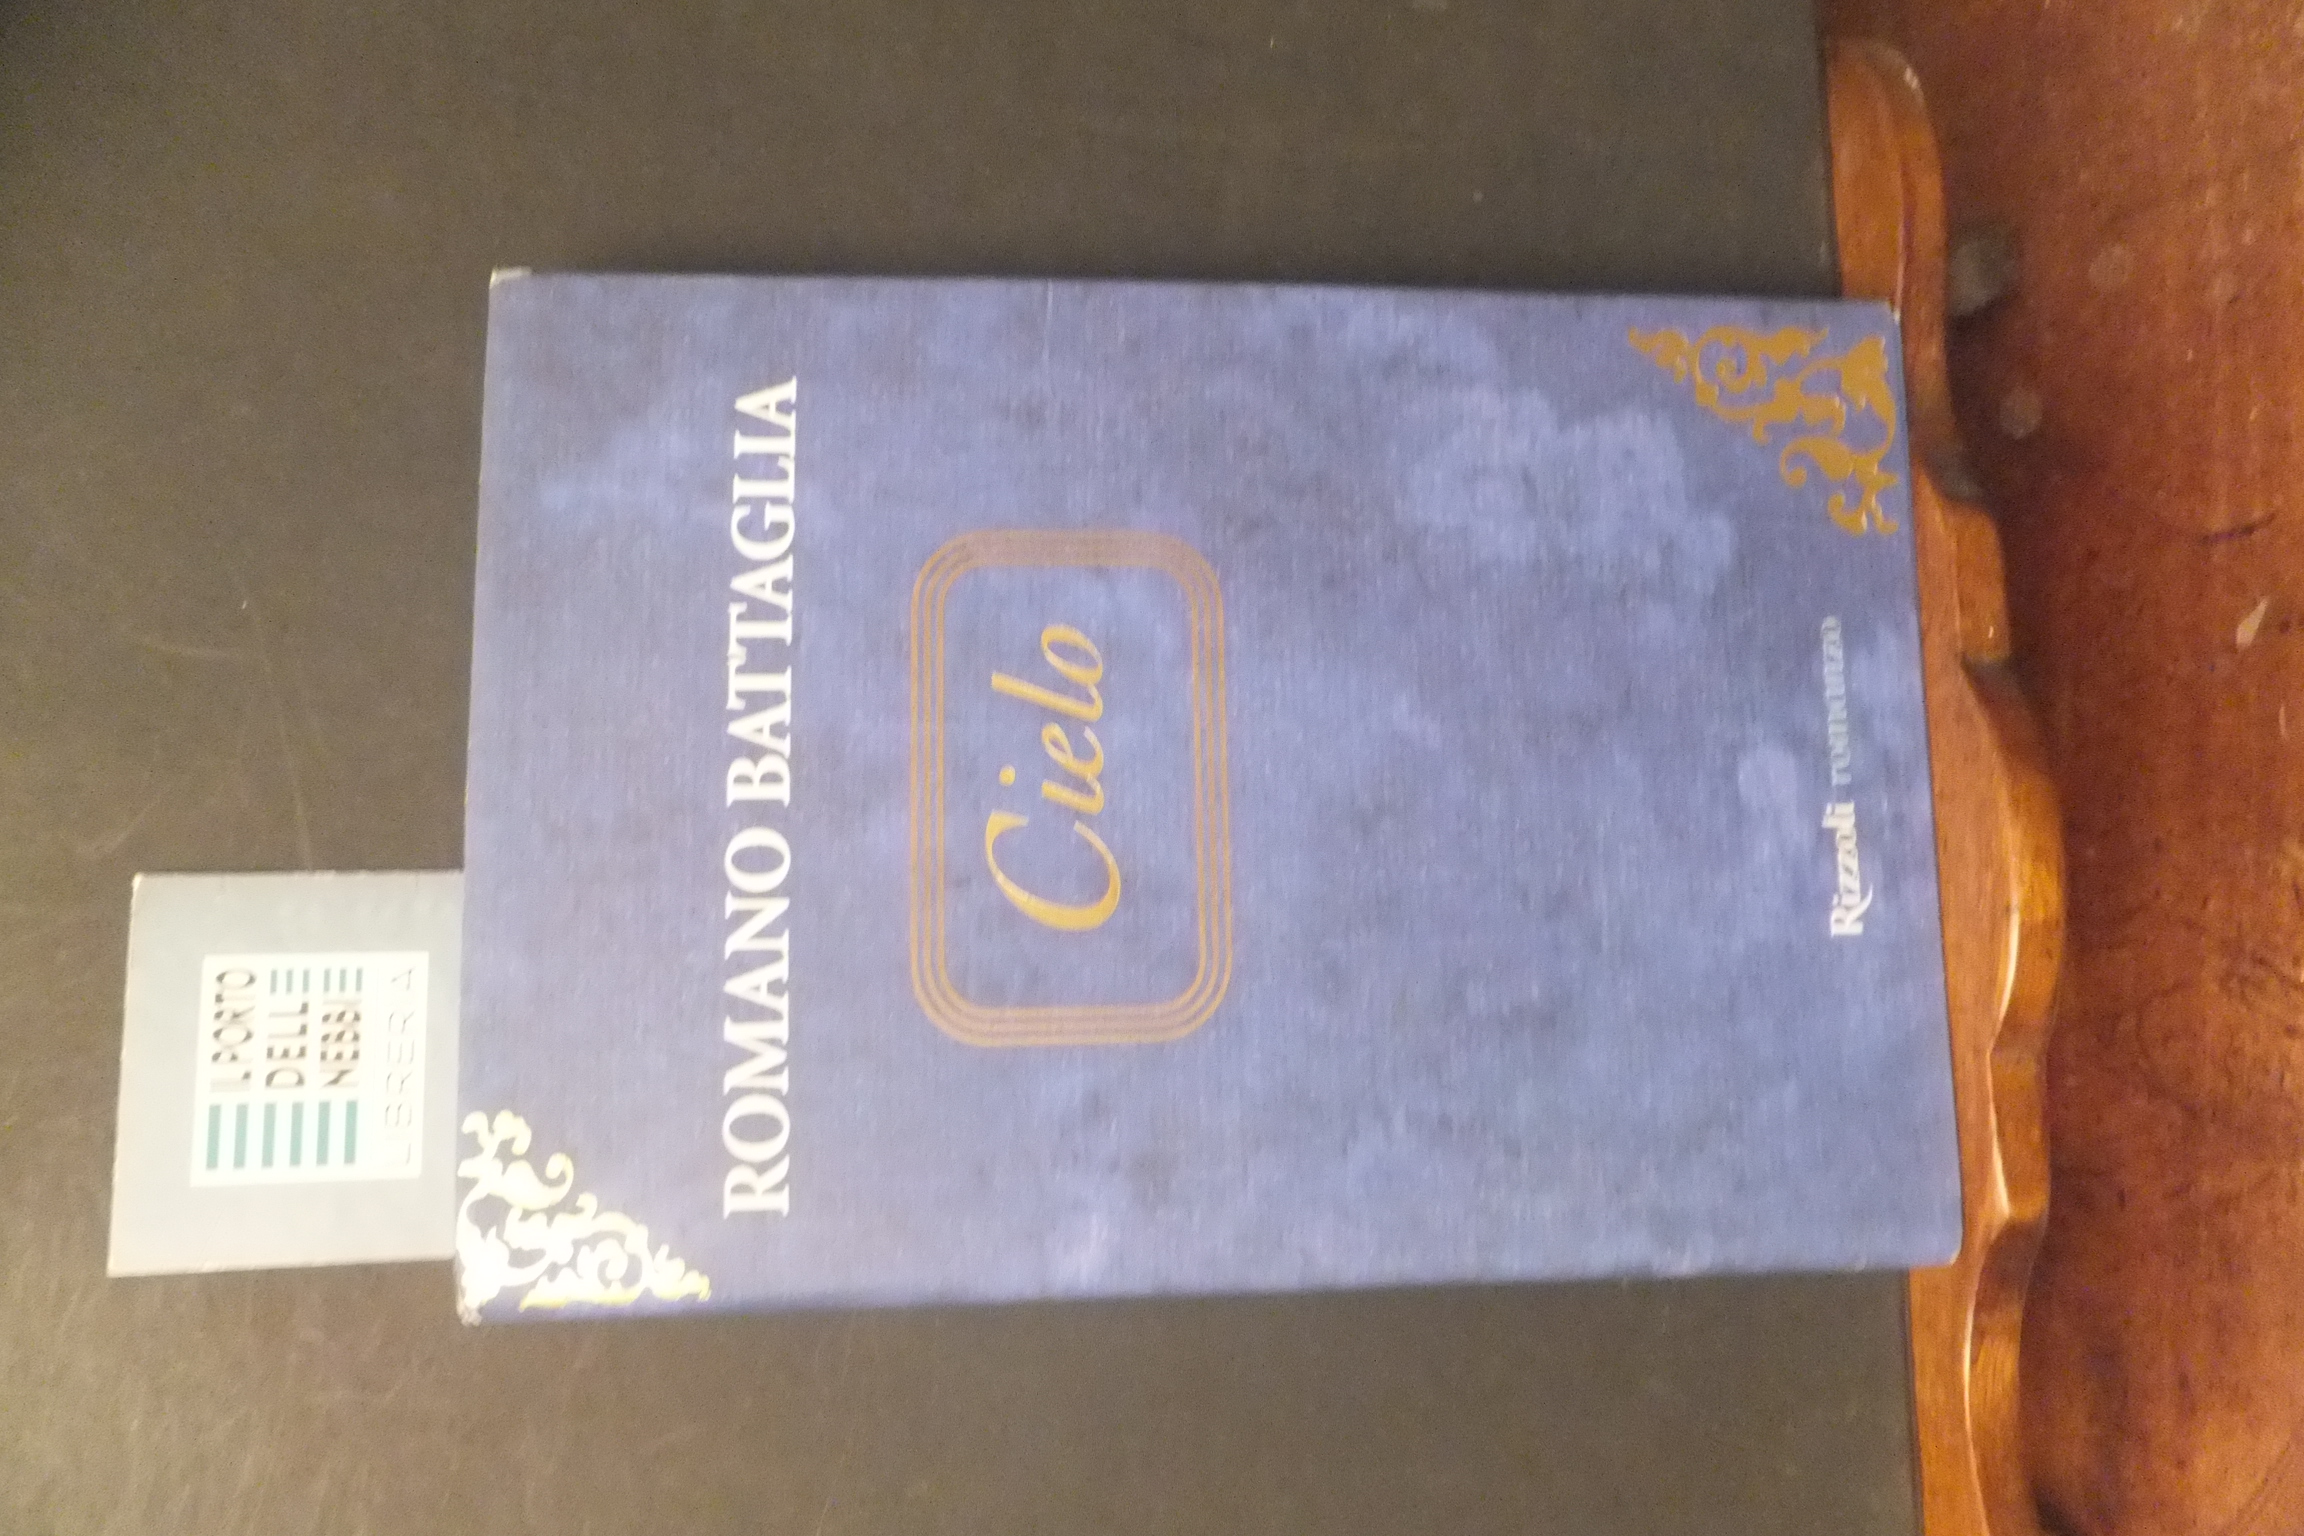 IL PORTO
DELLE
NEBBIE
LIBRERIA
ROMANO BATTAGLIA
Cielo
Rizzoli romanzo